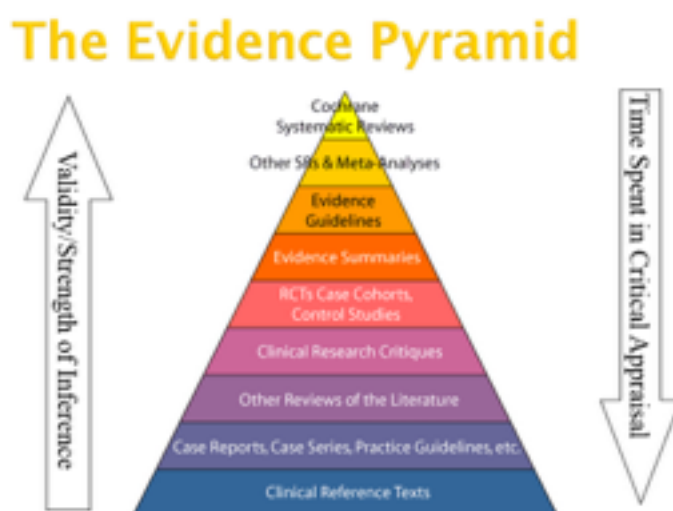 The Evidence Pyramid
Cochrane
Systematic Reviews
Other SRs & Meta-Analyses
Evidence
Guidelines
Evidence Summaries
RCTs Case Cohorts,
Control Studies
Clinical Research Critiques
Other Reviews of the Literature
Case Reports, Case Series, Practice Guidelines, etc.
Clinical Reference Texts
Validity/Strength of Inference
Time Spent in Critical Appraisal